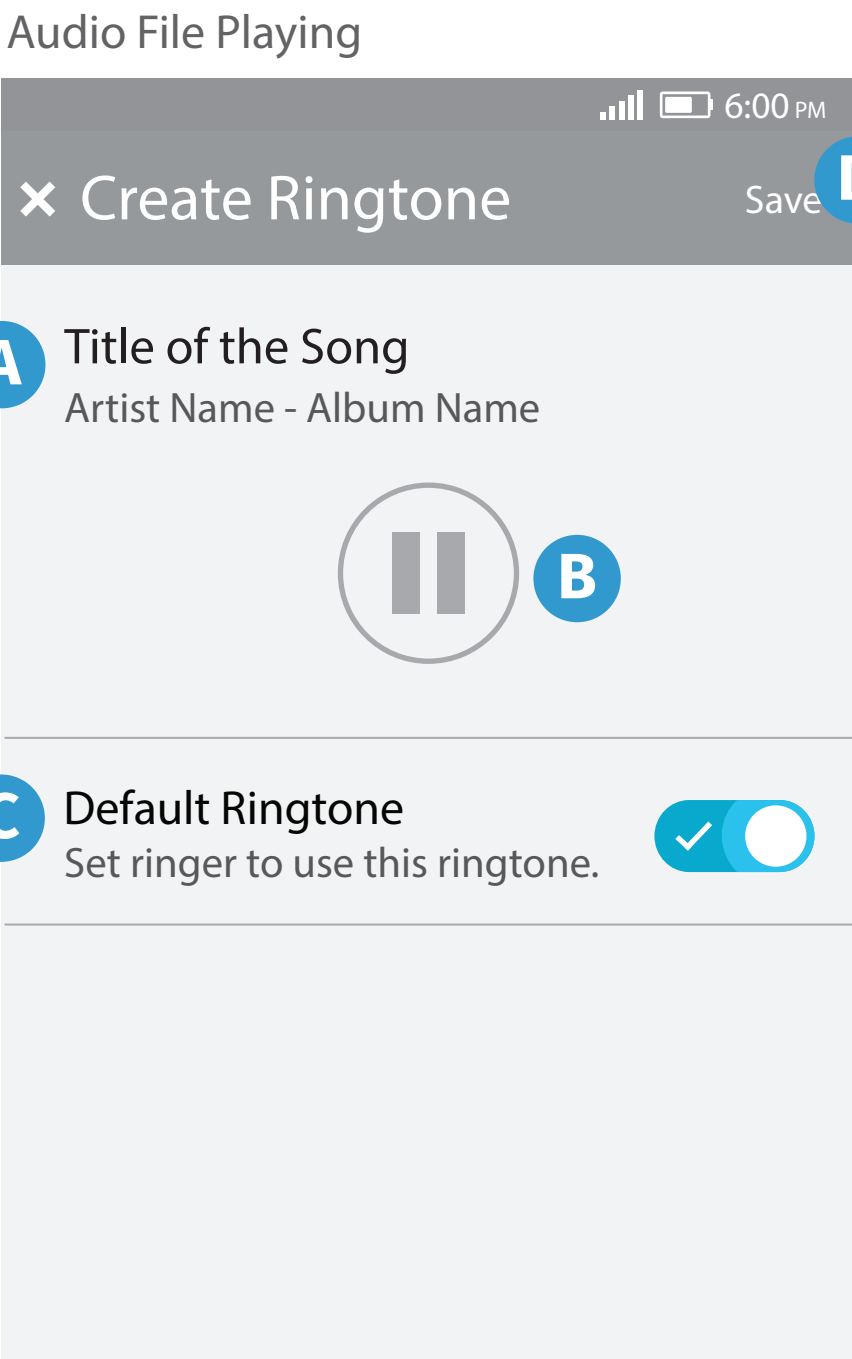 Audio File Playing
6:00 PM
Create Ringtone
Save
A
Title of the Song
Artist Name - Album Name
B
C
Default Ringtone
Set ringer to use this ringtone.